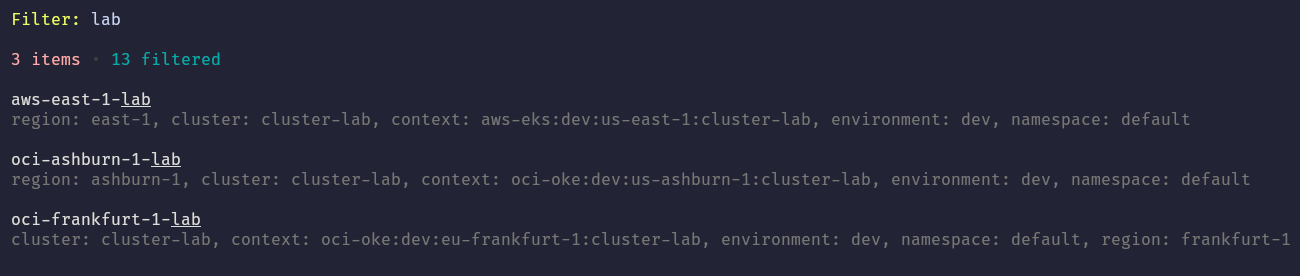 Filter: lab
3 items • 13 filtered
aws-east-1-lab
region: east-1, cluster: cluster-lab, context: aws-eks:dev:us-east-1:cluster-lab, environment: dev, namespace: default
oci-ashburn-1-lab
region: ashburn-1, cluster: cluster-lab, context: oci-oke:dev:us-ashburn-1:cluster-lab, environment: dev, namespace: default
oci-frankfurt-1-lab
cluster: cluster-lab, context: oci-oke:dev:eu-frankfurt-1:cluster-lab, environment: dev, namespace: default, region: frankfurt-1